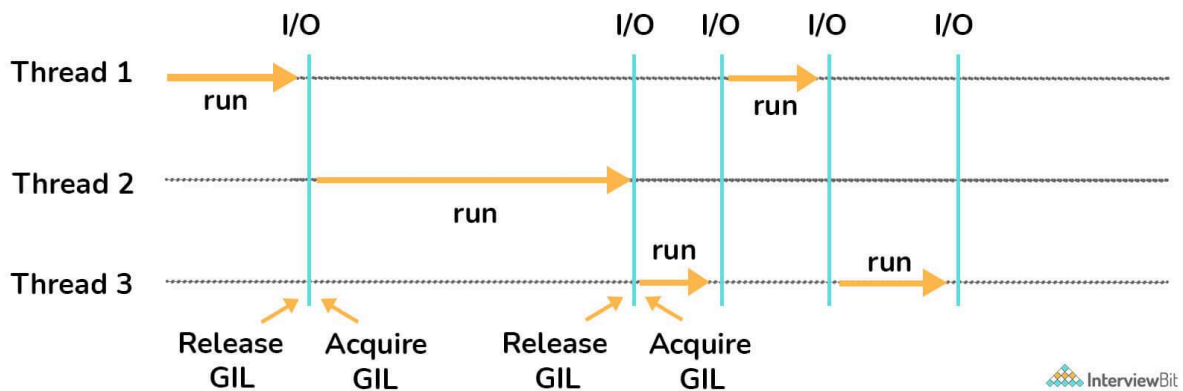 I/O I/O I/O I/O I/O
Thread 1
run run
Thread 2
run
run run
Thread 3
Release GIL
Acquire GIL
Release GIL
Acquire GIL
InterviewBit